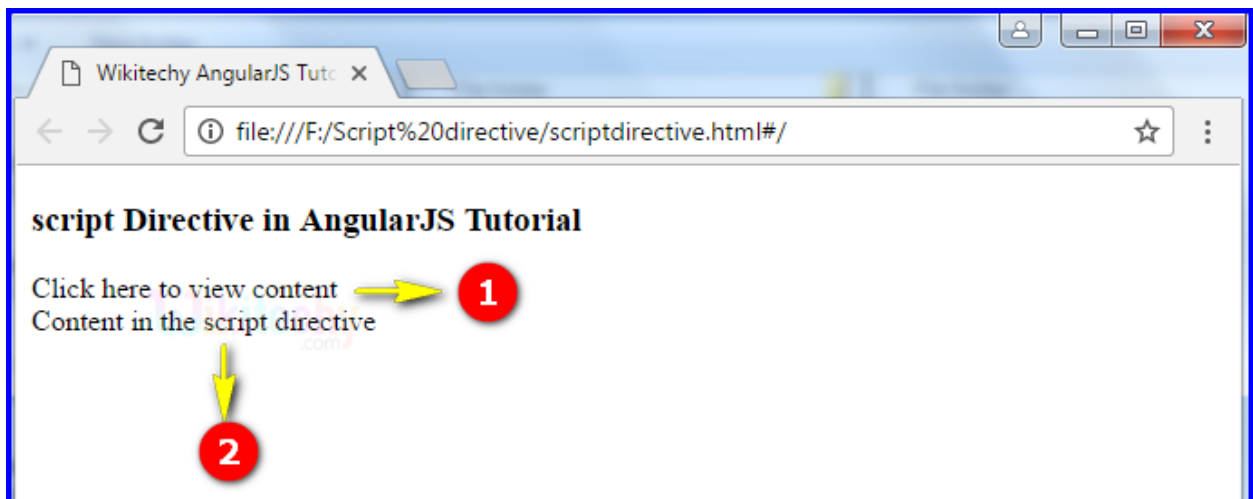 Wikitechy AngularJS Tuto
file:///F:/Script%20directive/scriptdirective.html#/
script Directive in AngularJS Tutorial
Click here to view content
1
Content in the script directive
.com
2